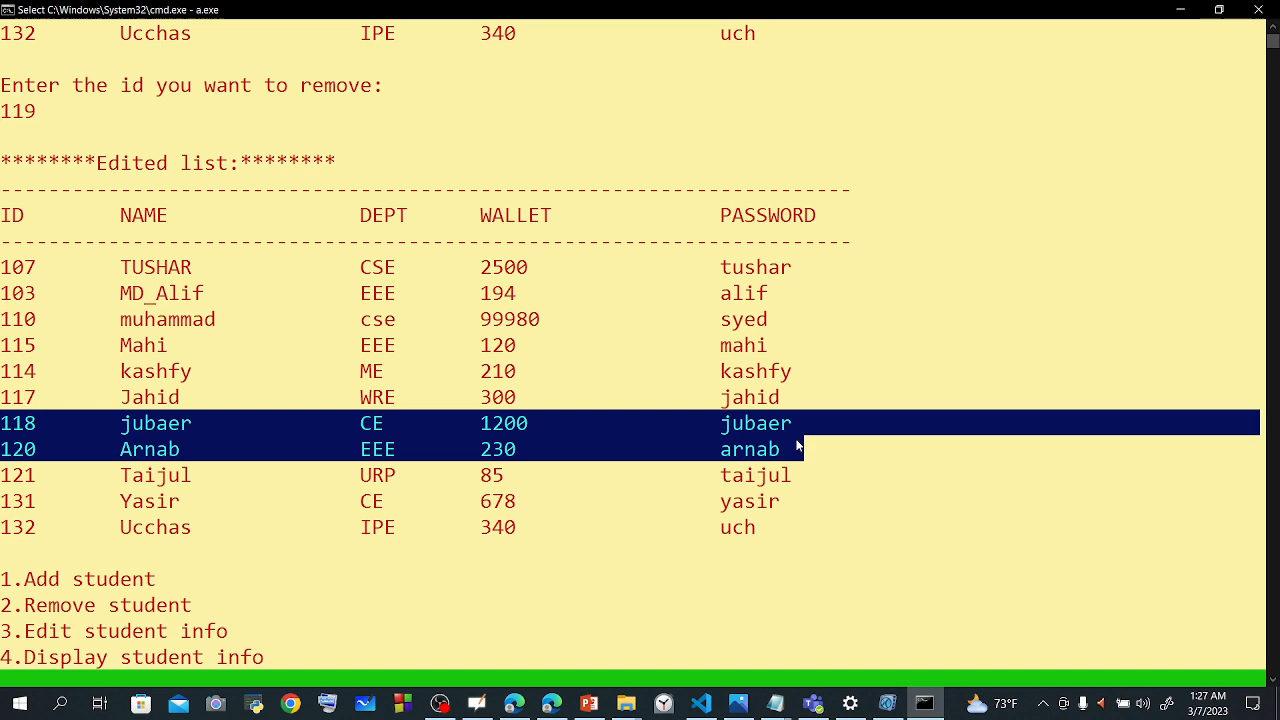 Select C:\Windows\System32\cmd.exe - a.exe
132 Ucchas IPE 340 uch
Enter the id you want to remove:
119
********Edited list:********
-----------------------------------------------------------------------
ID NAME DEPT WALLET PASSWORD
-----------------------------------------------------------------------
107 TUSHAR CSE 2500 tushar
103 MD_Alif EEE 194 alif
110 muhammad cse 99980 syed
115 Mahi EEE 120 mahi
114 kashfy ME 210 kashfy
117 Jahid WRE 300 jahid
118 jubaer CE 1200 jubaer
120 Arnab EEE 230 arnab
121 Taijul URP 85 taijul
131 Yasir CE 678 yasir
132 Ucchas IPE 340 uch
1.Add student
2.Remove student
3.Edit student info
4.Display student info
73°F
1:27 AM
3/7/2023